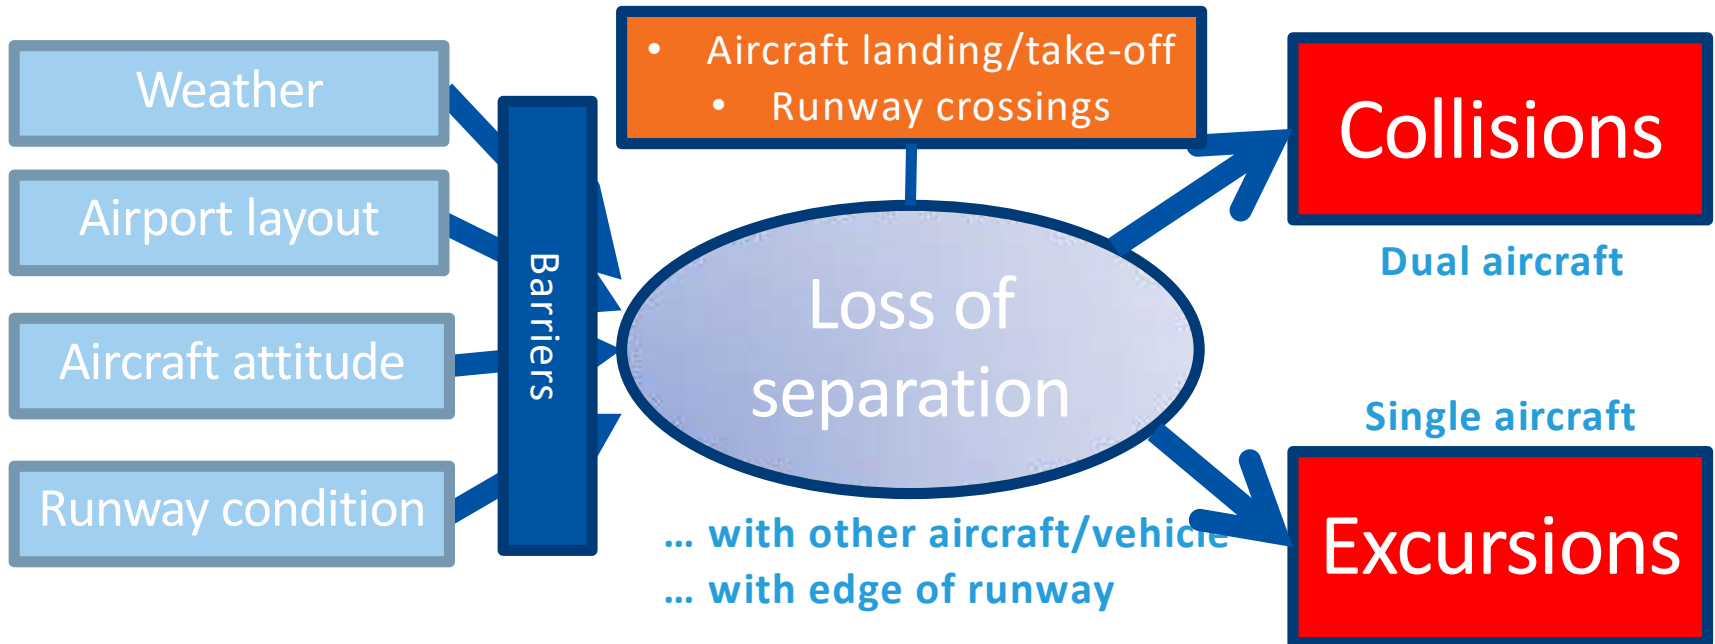 Weather
Airport layout
Aircraft attitude
Runway condition
Barriers
• Aircraft landing/take-off
• Runway crossings
Loss of
separation
... with other aircraft/vehicle
... with edge of runway
Collisions
Dual aircraft
Single aircraft
Excursions